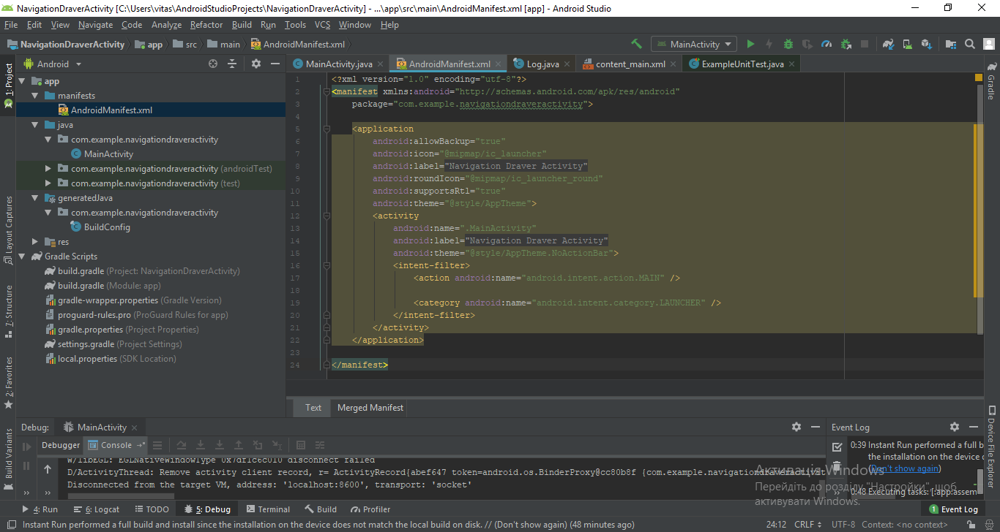 NavigationDraverActivity [C:\Users\vitas\AndroidStudioProjects\NavigationDraverActivity] - ...\app\src\main\AndroidManifest.xml [app] - Android Studio
File Edit View Navigate Code Analyze Refactor Build Run Tools VCS Window Help
NavigationDraverActivity app src main AndroidManifest.xml MainActivity
1: Project
Layout Captures
7: Structure
2: Favorites
Build Variants
Android
app
manifests
AndroidManifest.xml
java
com.example.navigationdraveractivity
MainActivity
com.example.navigationdraveractivity (androidTest)
com.example.navigationdraveractivity (test)
generatedJava
com.example.navigationdraveractivity
BuildConfig
res
Gradle Scripts
build.gradle (Project: NavigationDraverActivity)
build.gradle (Module: app)
gradle-wrapper.properties (Gradle Version)
proguard-rules.pro (ProGuard Rules for app)
gradle.properties (Project Properties)
settings.gradle (Project Settings)
local.properties (SDK Location)
MainActivity.java AndroidManifest.xml Log.java content_main.xml ExampleUnitTest.java
1 <?xml version="1.0" encoding="utf-8"?>
2 <manifest xmlns:android="http://schemas.android.com/apk/res/android"
3 package="com.example.navigationdraveractivity">
4
5 <application
6 android:allowBackup="true"
7 android:icon="@mipmap/ic_launcher"
8 android:label="Navigation Draver Activity"
9 android:roundIcon="@mipmap/ic_launcher_round"
10 android:supportsRtl="true"
11 android:theme="@style/AppTheme">
12 <activity
13 android:name=".MainActivity"
14 android:label="Navigation Draver Activity"
15 android:theme="@style/AppTheme.NoActionBar">
16 <intent-filter>
17 <action android:name="android.intent.action.MAIN" />
18
19 <category android:name="android.intent.category.LAUNCHER" />
20 </intent-filter>
21 </activity>
22 </application>
23
24 </manifest>
Text Merged Manifest
Gradle
Device File Explorer
Debug: MainActivity
Debugger Console
W/libEGL: EGLNativeWindowType 0x7df1c6c010 disconnect failed
D/ActivityThread: Remove activity client record, r= ActivityRecord{abef647 token=android.os.BinderProxy@cc80b8f {com.example.navigationdraveractivit
Disconnected from the target VM, address: 'localhost:8600', transport: 'socket'
Event Log
0:39 Instant Run performed a full b
the installation on the device d
(Don't show again)
0:48 Executing tasks: [:app:assem
Активація Windows
Перейдіть до розділу "Настройки", щоб
активувати Windows.
4: Run 6: Logcat TODO 5: Debug Terminal Build Profiler 1 Event Log
Instant Run performed a full build and install since the installation on the device does not match the local build on disk. // (Don't show again) (48 minutes ago) 24:12 CRLF UTF-8 Context: <no context>